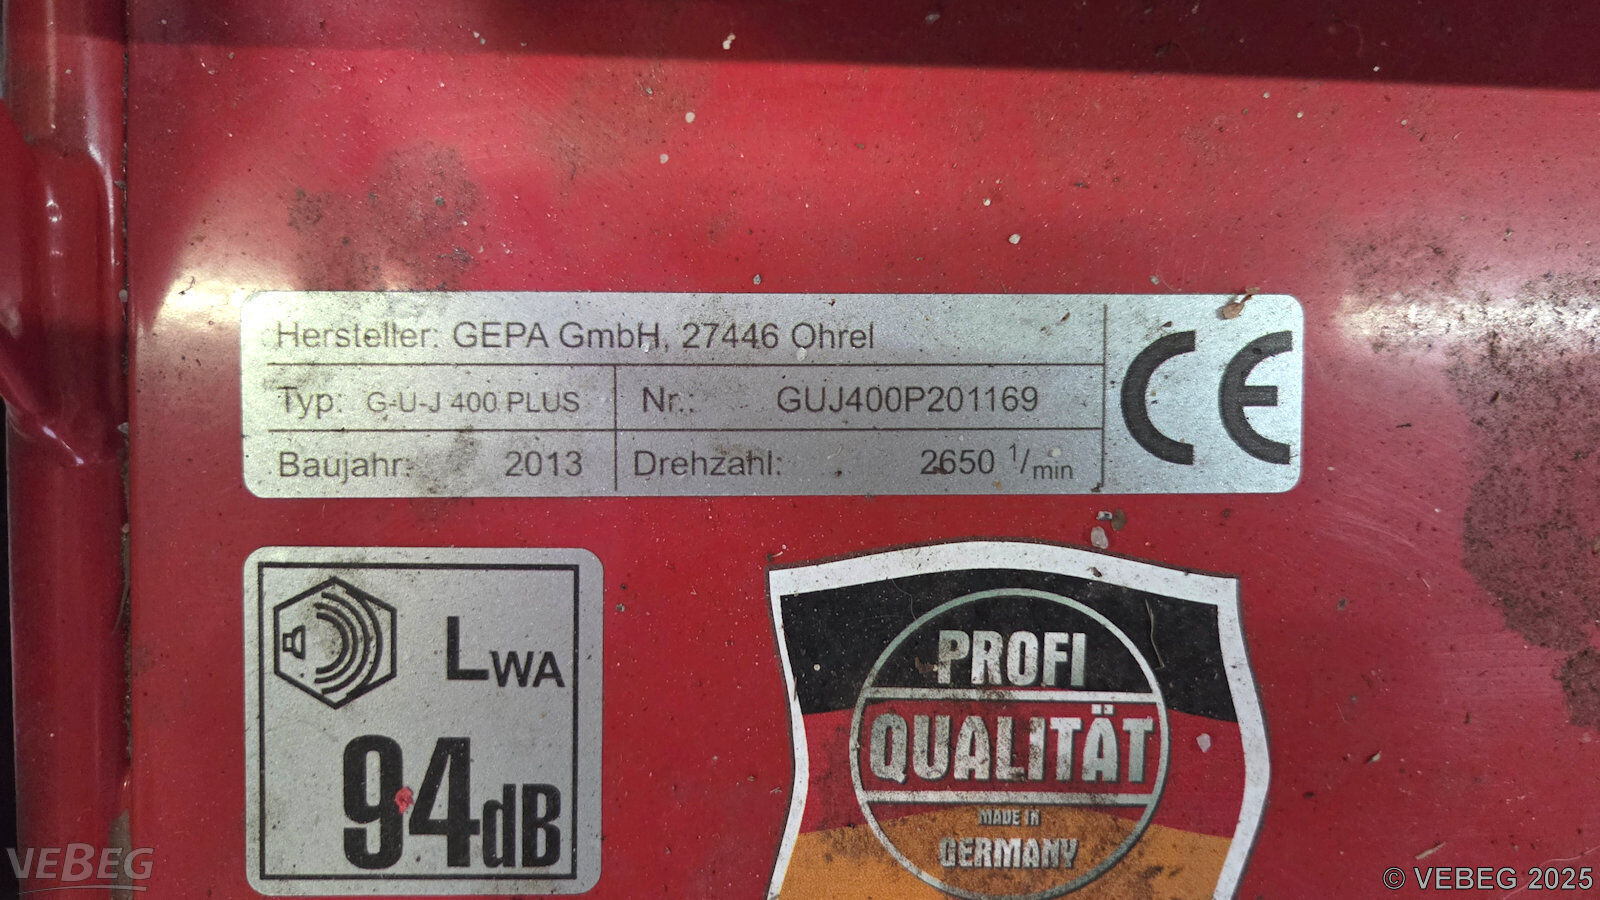 Hersteller: GEPA GmbH, 27446 Ohrel
Typ: G-U-J 400 PLUS Nr.: GUJ400P201169
Baujahr: 2013 Drehzahl: 2650 1/min
CE
LWA
94dB
PROFI
QUALITÄT
MADE IN
GERMANY
VEBEG
© VEBEG 2025